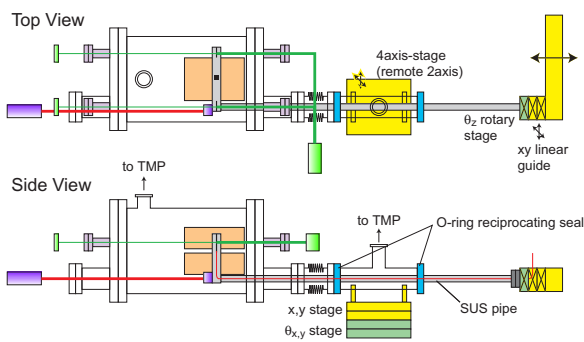 Top View
4axis-stage
(remote 2axis)
θz rotary
stage
xy linear
guide
to TMP
Side View
to TMP
O-ring reciprocating seal
SUS pipe
x,y stage
θx,y stage